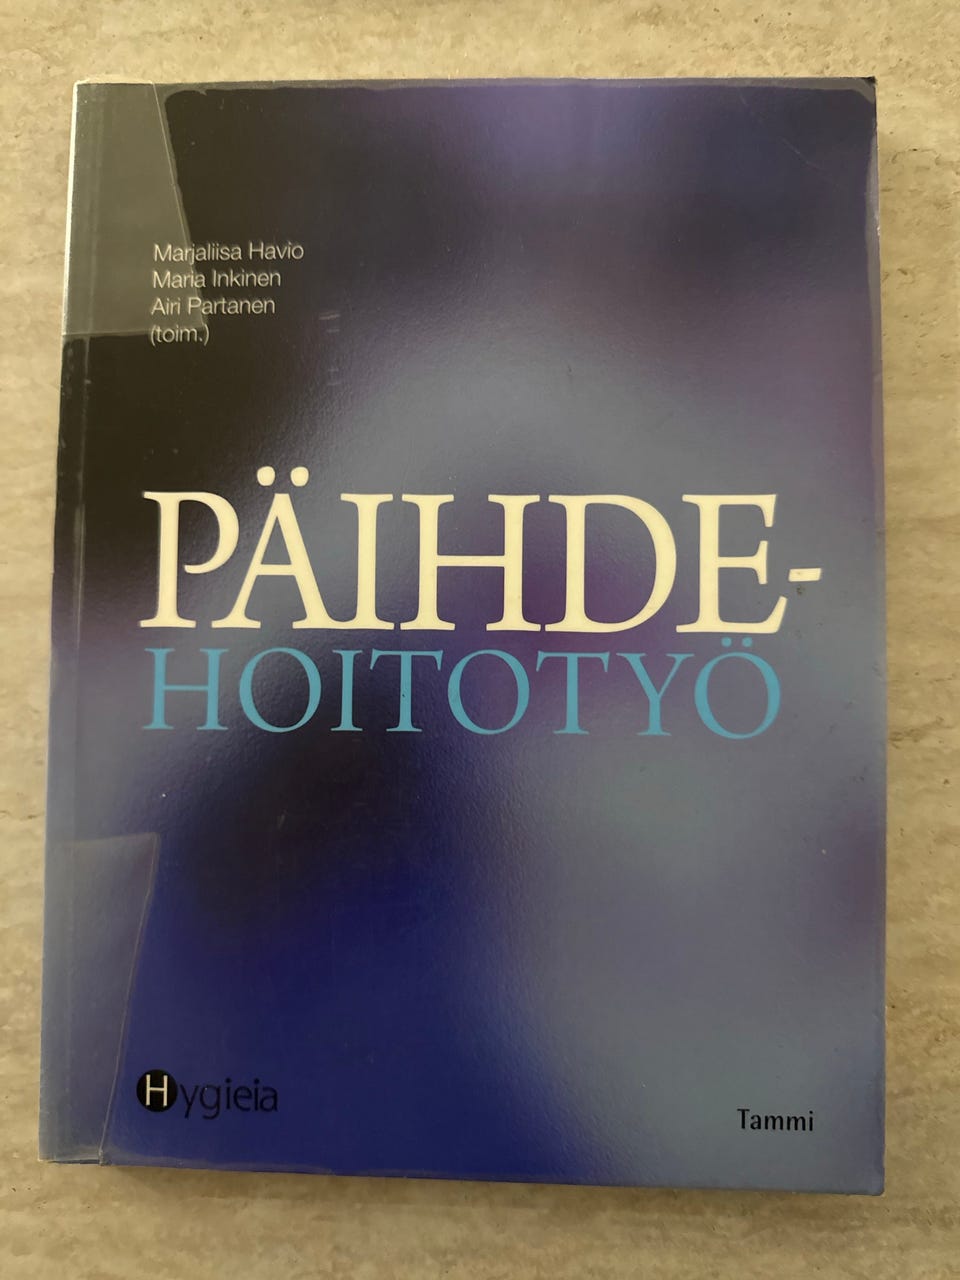 Marjaliisa Havio
Maria Inkinen
Airi Partanen
(toim.)
PÄIHDE-
HOITOTYÖ
Hygieia
Tammi